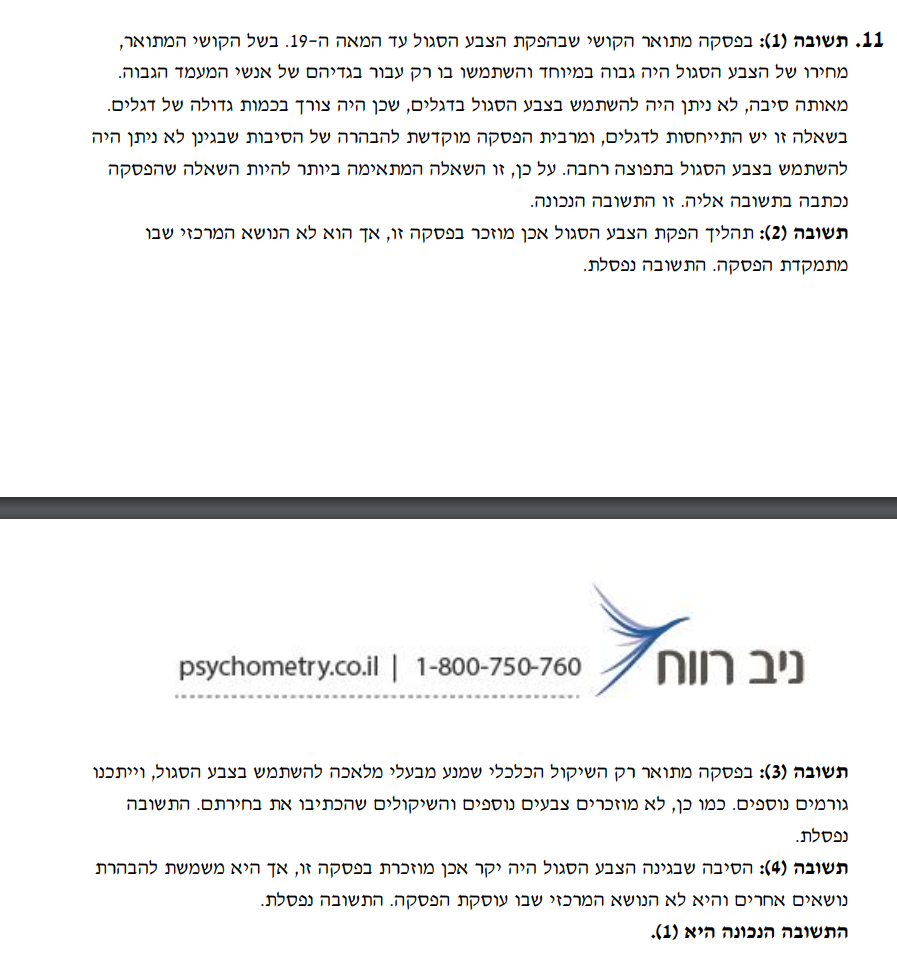 11. תשובה (1): בפסקה מתואר הקושי שבהפקת הצבע הסגול עד המאה ה-19. בשל הקושי המתואר,
מחירו של הצבע הסגול היה גבוה במיוחד והשתמשו בו רק עבור בגדיהם של אנשי המעמד הגבוה.
מאותה סיבה, לא ניתן היה להשתמש בצבע הסגול בדגלים, שכן היה צורך בכמות גדולה של דגלים.
בשאלה זו יש התייחסות לדגלים, ומרבית הפסקה מוקדשת להבהרה של הסיבות שבגינן לא ניתן היה
להשתמש בצבע הסגול בתפוצה רחבה. על כן, זו השאלה המתאימה ביותר להיות השאלה שהפסקה
נכתבה בתשובה אליה. זו התשובה הנכונה.
תשובה (2): תהליך הפקת הצבע הסגול אכן מוזכר בפסקה זו, אך הוא לא הנושא המרכזי שבו
מתמקדת הפסקה. התשובה נפסלת.
ניב רווח
psychometry.co.il | 1-800-750-760
תשובה (3): בפסקה מתואר רק השיקול הכלכלי שמנע מבעלי מלאכה להשתמש בצבע הסגול, וייתכנו
גורמים נוספים. כמו כן, לא מוזכרים צבעים נוספים והשיקולים שהכתיבו את בחירתם. התשובה
נפסלת.
תשובה (4): הסיבה שבגינה הצבע הסגול היה יקר אכן מוזכרת בפסקה זו, אך היא משמשת להבהרת
נושאים אחרים והיא לא הנושא המרכזי שבו עוסקת הפסקה. התשובה נפסלת.
התשובה הנכונה היא (1).